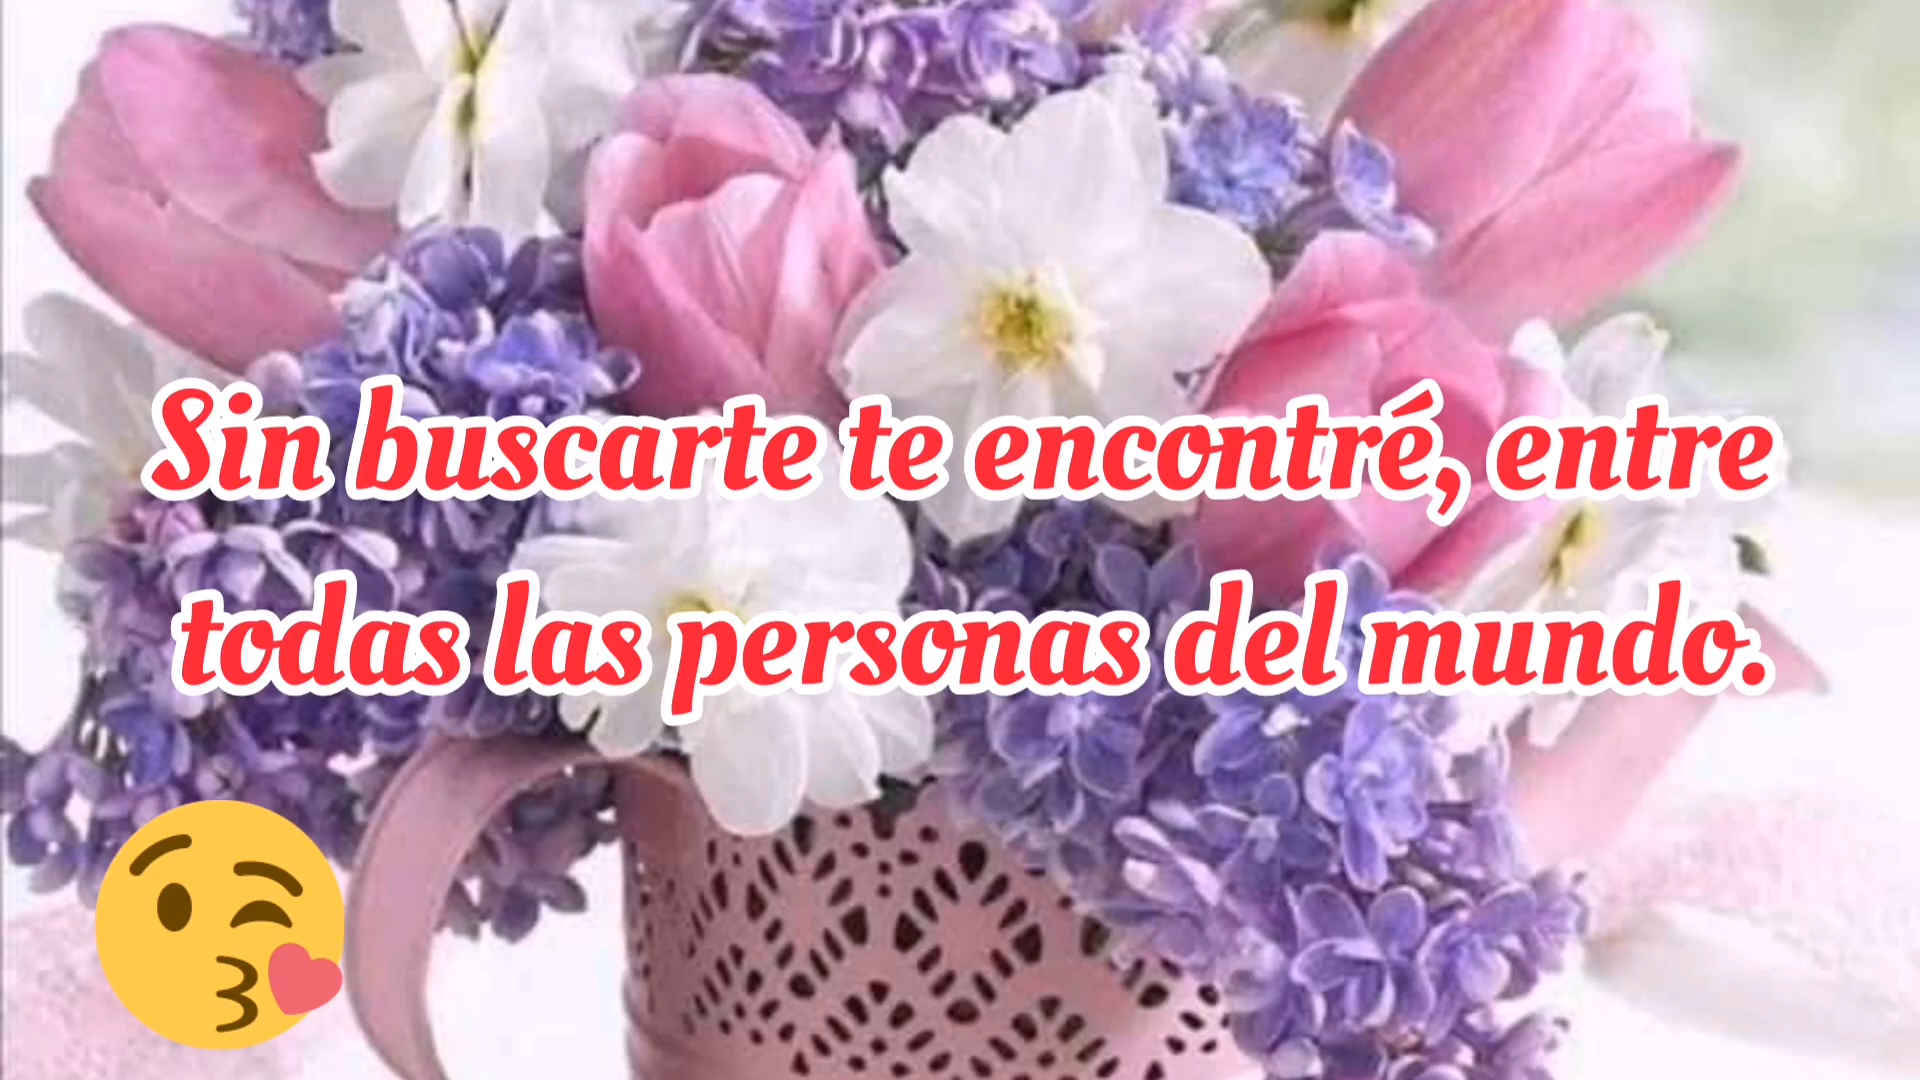 Sin buscarte te encontré, entre
todas las personas del mundo.